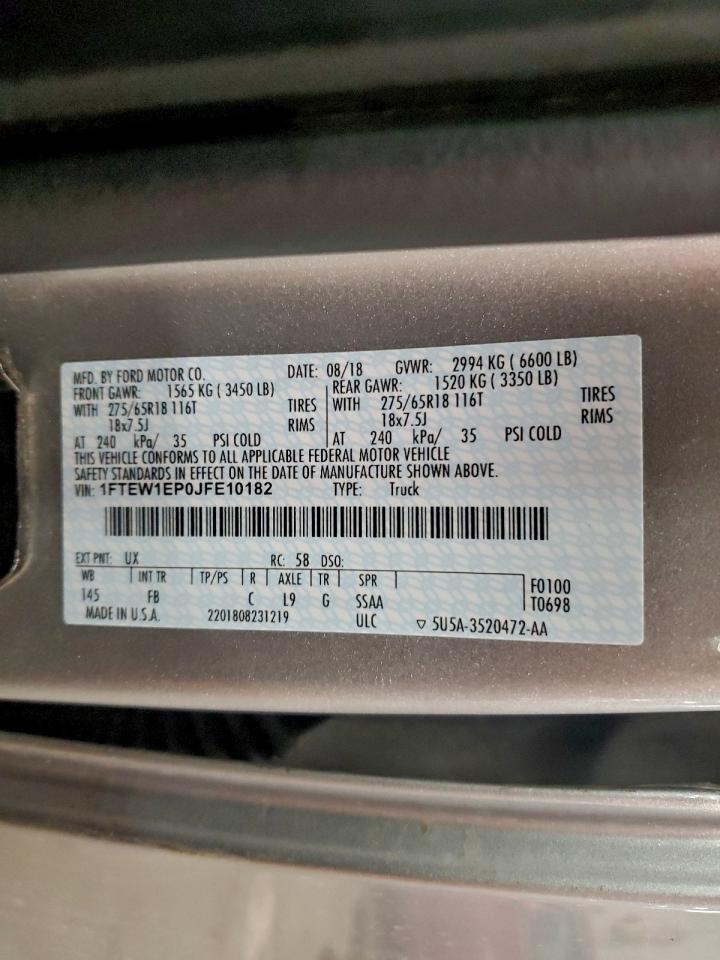 MFD. BY FORD MOTOR CO. DATE: 08/18 GVWR: 2994 KG ( 6600 LB)
FRONT GAWR: 1565 KG ( 3450 LB) REAR GAWR: 1520 KG ( 3350 LB)
WITH 275/65R18 116T TIRES WITH 275/65R18 116T TIRES
18x7.5J RIMS 18x7.5J RIMS
AT 240 kPa/ 35 PSI COLD AT 240 kPa/ 35 PSI COLD
THIS VEHICLE CONFORMS TO ALL APPLICABLE FEDERAL MOTOR VEHICLE
SAFETY STANDARDS IN EFFECT ON THE DATE OF MANUFACTURE SHOWN ABOVE.
VIN: 1FTEW1EP0JFE10182 TYPE: Truck
EXT PNT: UX RC: 58 DSO:
WB INT TR TP/PS R AXLE TR SPR F0100
145 FB C L9 G SSAA T0698
MADE IN U.S.A. 2201808231219 ULC ▽ 5U5A-3520472-AA